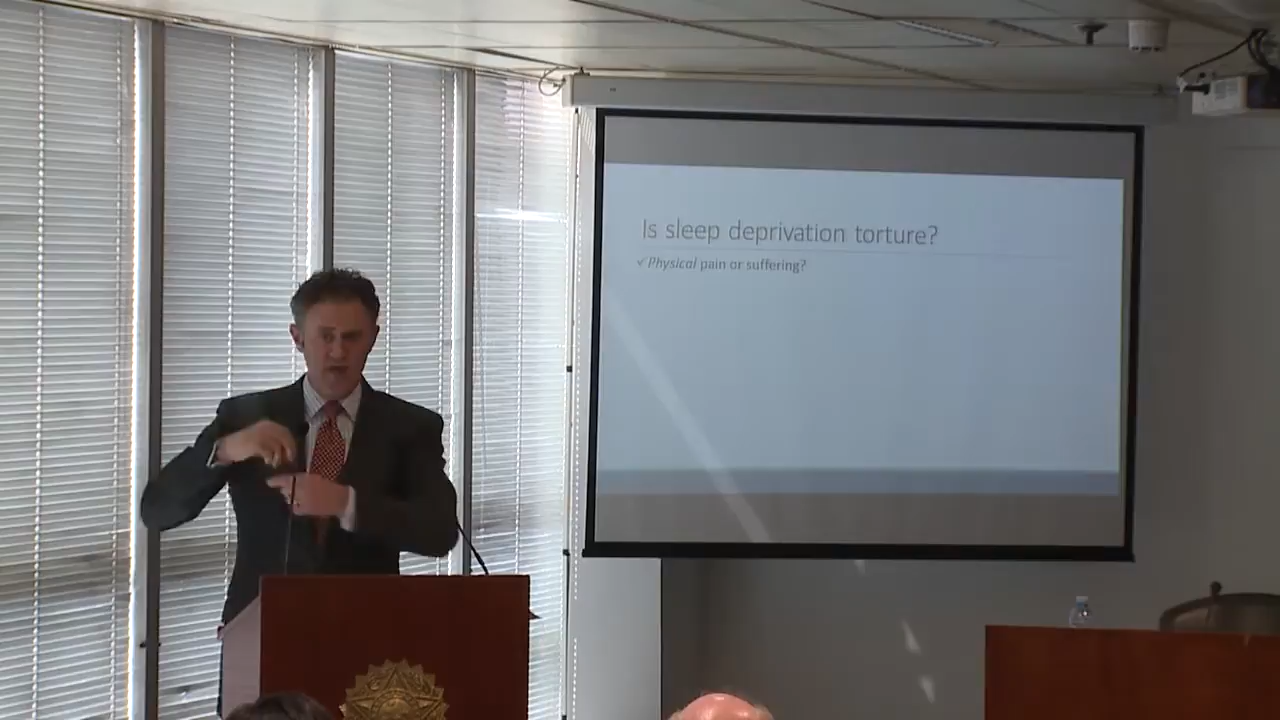 Is sleep deprivation torture?
✓Physical pain or suffering?